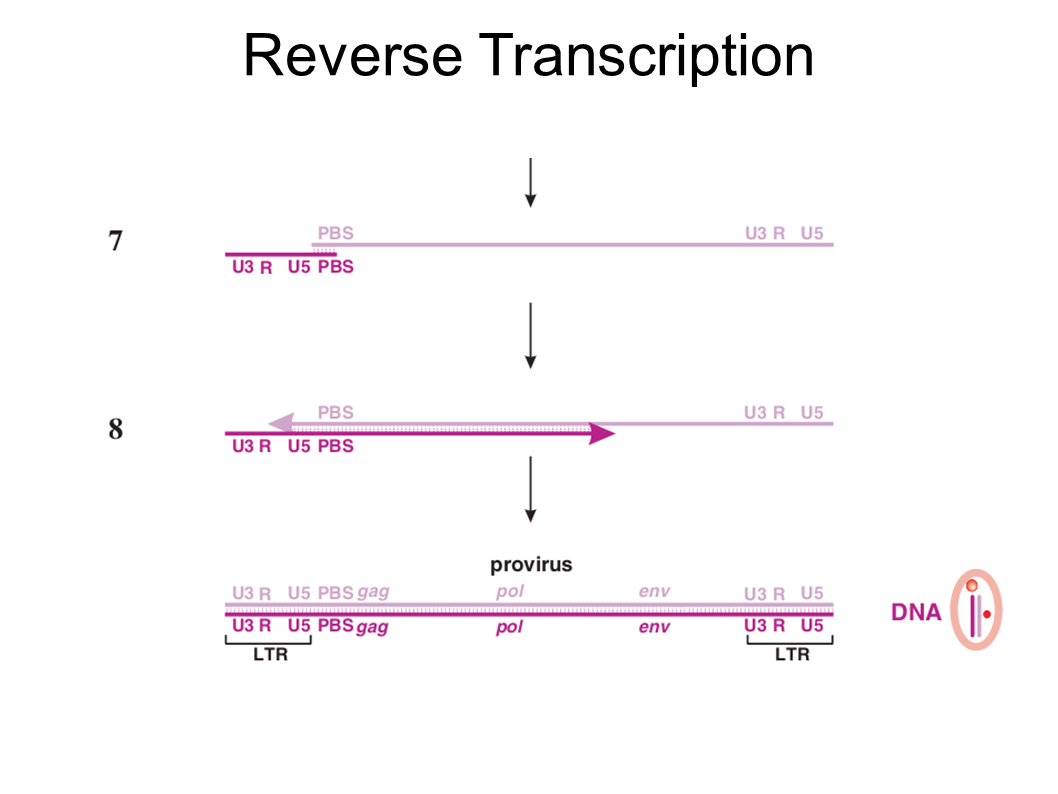 Reverse Transcription
PBS U3 R U5
7
U3 R U5 PBS
PBS U3 R U5
8
U3 R U5 PBS
provirus
U3 R U5 PBS gag pol env U3 R U5
DNA
U3 R U5 PBS gag pol env U3 R U5
LTR LTR